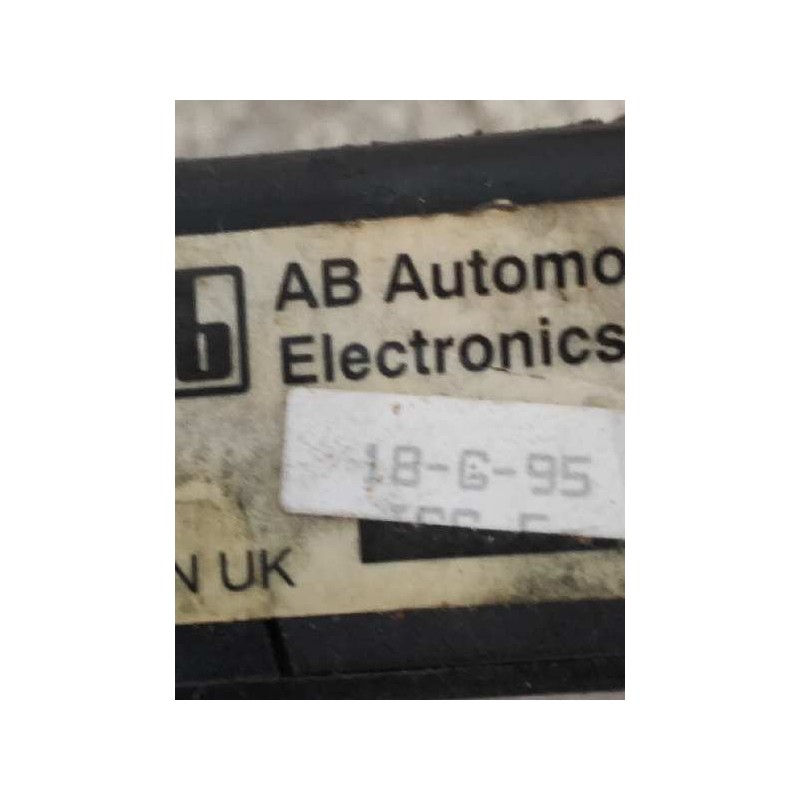 b AB Automo
Electronics
18-6-95
N UK